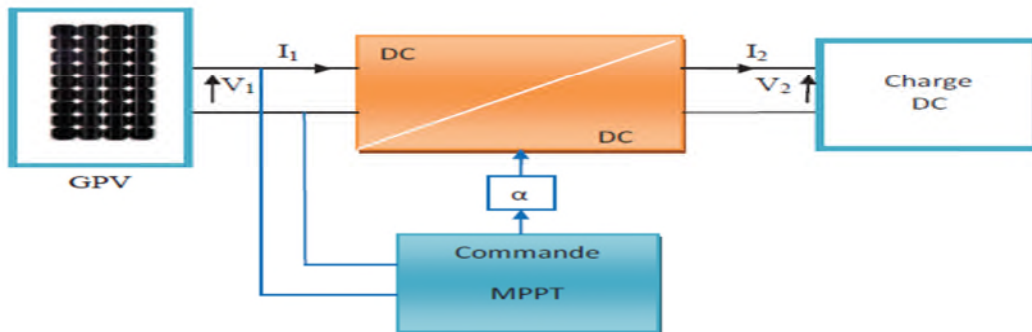 I₁
V₁
DC
DC
I₂
V₂
Charge
DC
GPV
α
Commande
MPPT